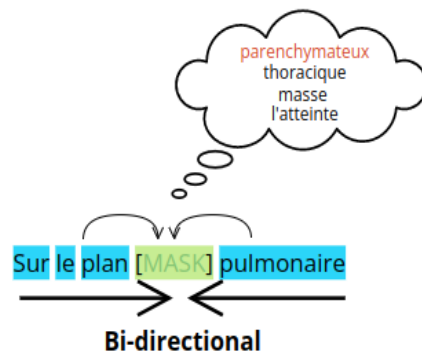 parenchymateux
thoracique
masse
l'atteinte
Sur le plan [MASK] pulmonaire
Bi-directional